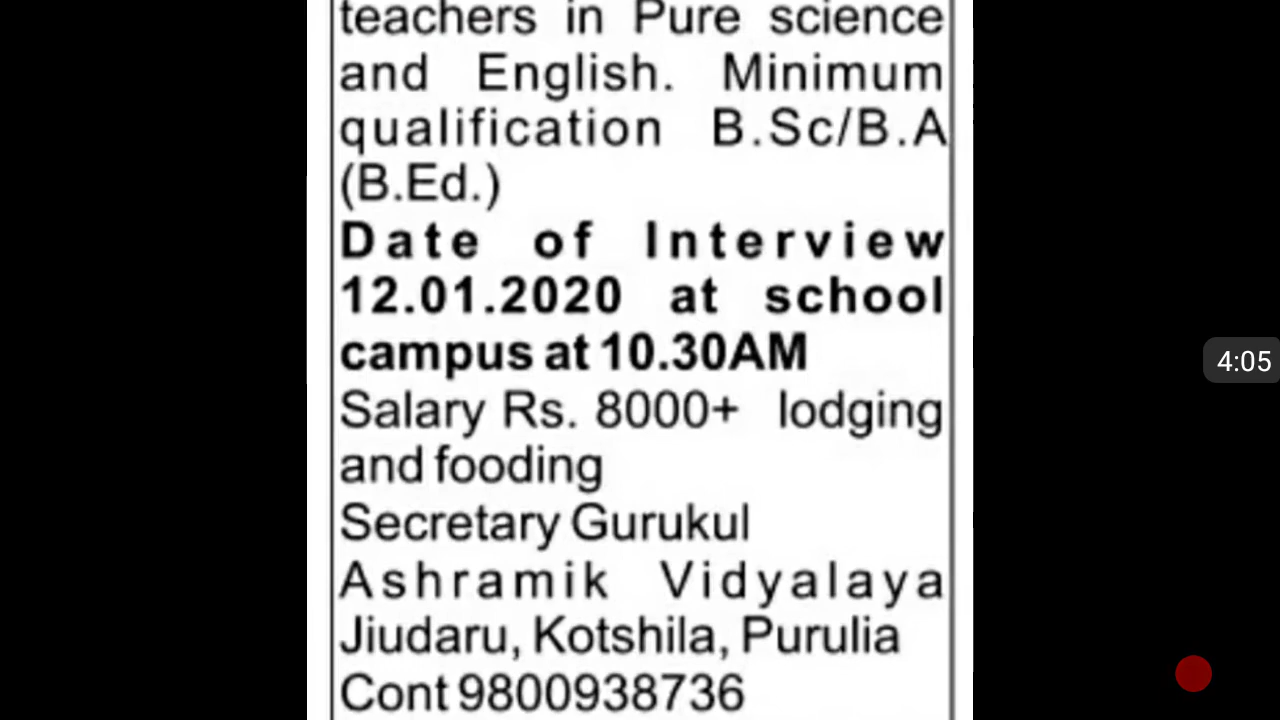 teachers in Pure science
and English. Minimum
qualification B.Sc/B.A
(B.Ed.)
Date of Interview
12.01.2020 at school
campus at 10.30AM
Salary Rs. 8000+ lodging
and fooding
Secretary Gurukul
Ashramik Vidyalaya
Jiudaru, Kotshila, Purulia
Cont 9800938736
4:05